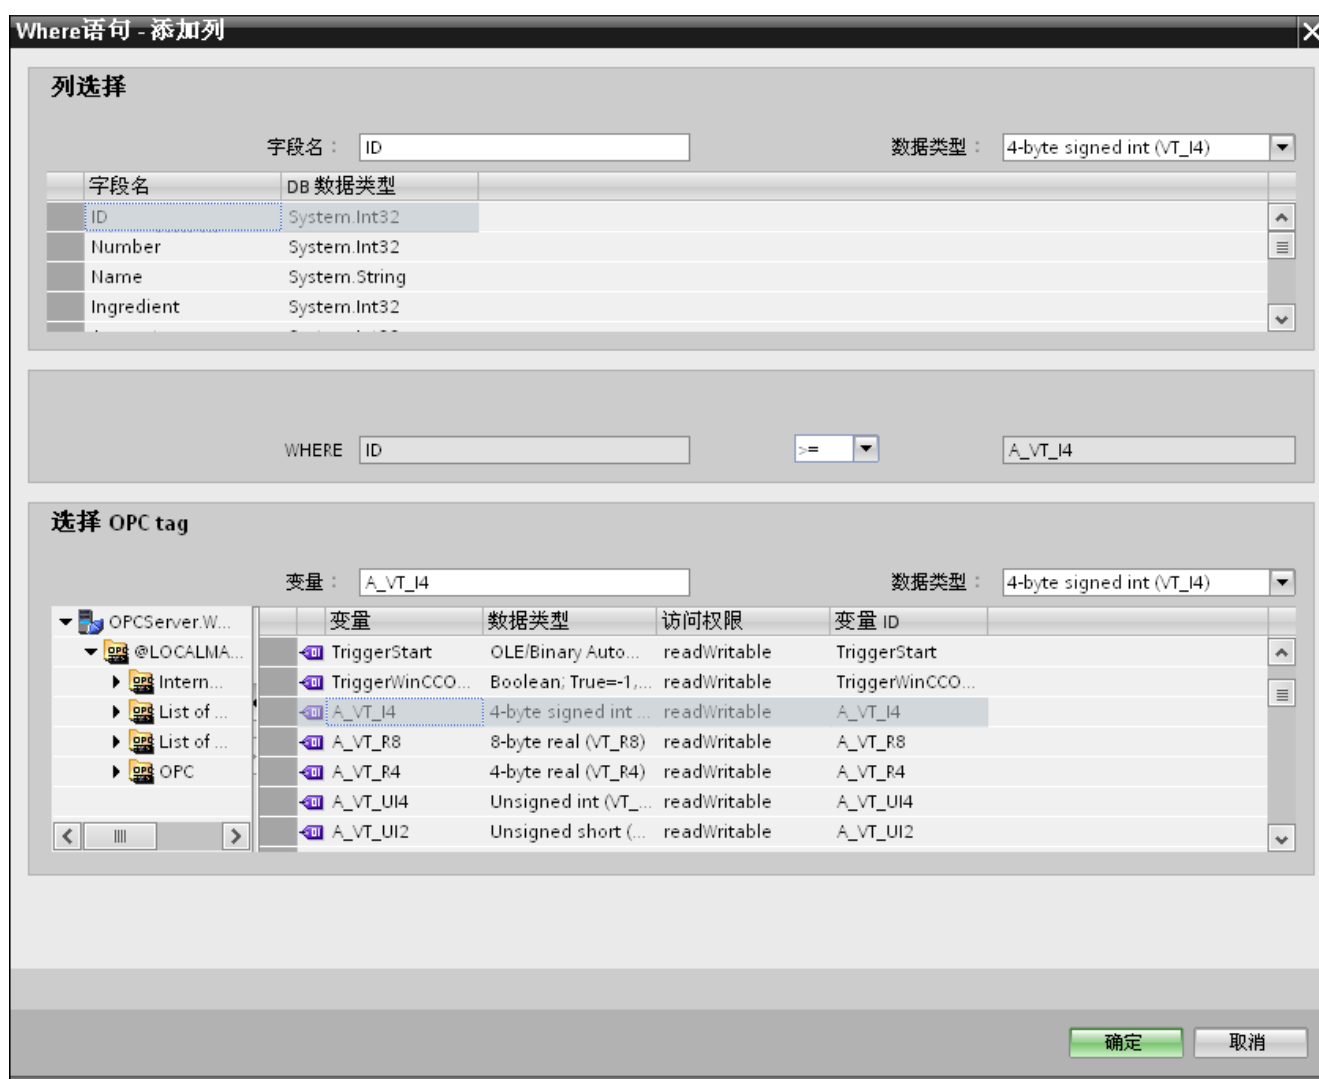 Where语句 - 添加列
列选择
字段名： ID 数据类型： 4-byte signed int (VT_I4)
字段名 DB 数据类型
ID System.Int32
Number System.Int32
Name System.String
Ingredient System.Int32
WHERE ID >= A_VT_I4
选择 OPC tag
变量： A_VT_I4 数据类型： 4-byte signed int (VT_I4)
OPCServer.W...
@LOCALMA...
Intern...
List of ...
List of ...
OPC
变量 数据类型 访问权限 变量 ID
TriggerStart OLE/Binary Auto... readWritable TriggerStart
TriggerWinCCO... Boolean; True=-1,... readWritable TriggerWinCCO...
A_VT_I4 4-byte signed int ... readWritable A_VT_I4
A_VT_R8 8-byte real (VT_R8) readWritable A_VT_R8
A_VT_R4 4-byte real (VT_R4) readWritable A_VT_R4
A_VT_UI4 Unsigned int (VT_... readWritable A_VT_UI4
A_VT_UI2 Unsigned short (... readWritable A_VT_UI2
确定 取消